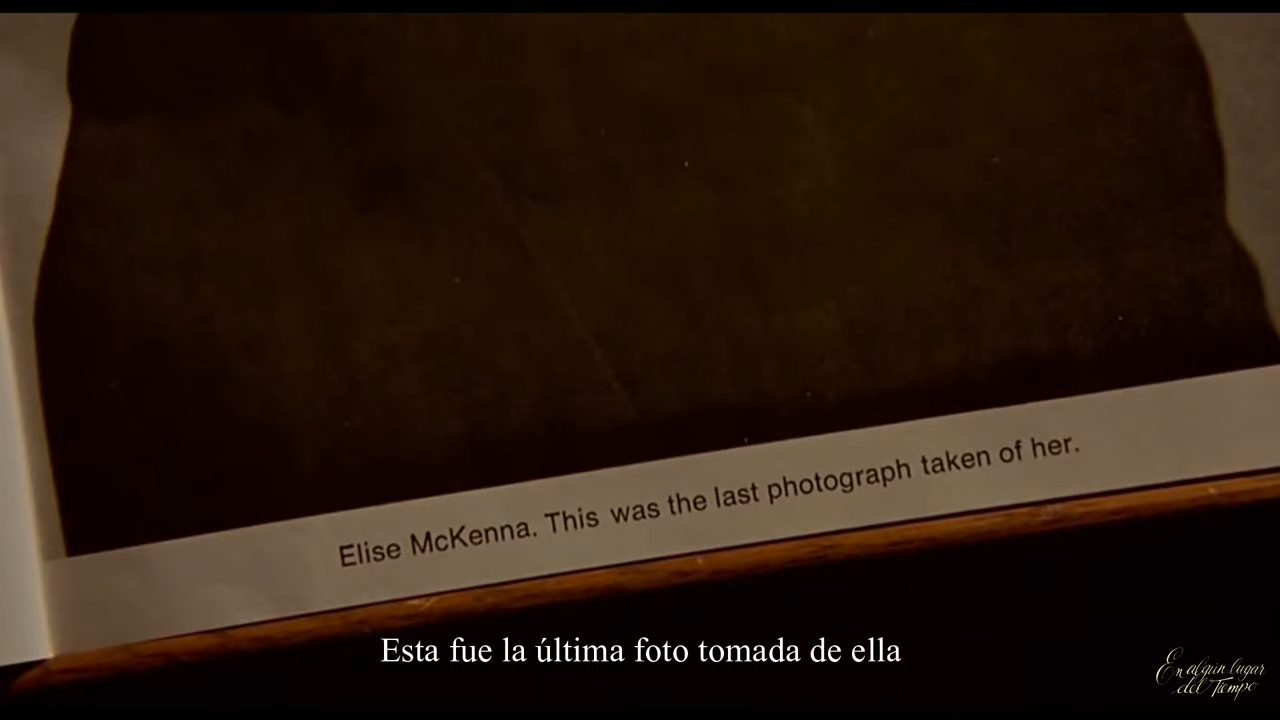 Elise McKenna. This was the last photograph taken of her.
Esta fue la última foto tomada de ella
En algún lugar
del Tiempo